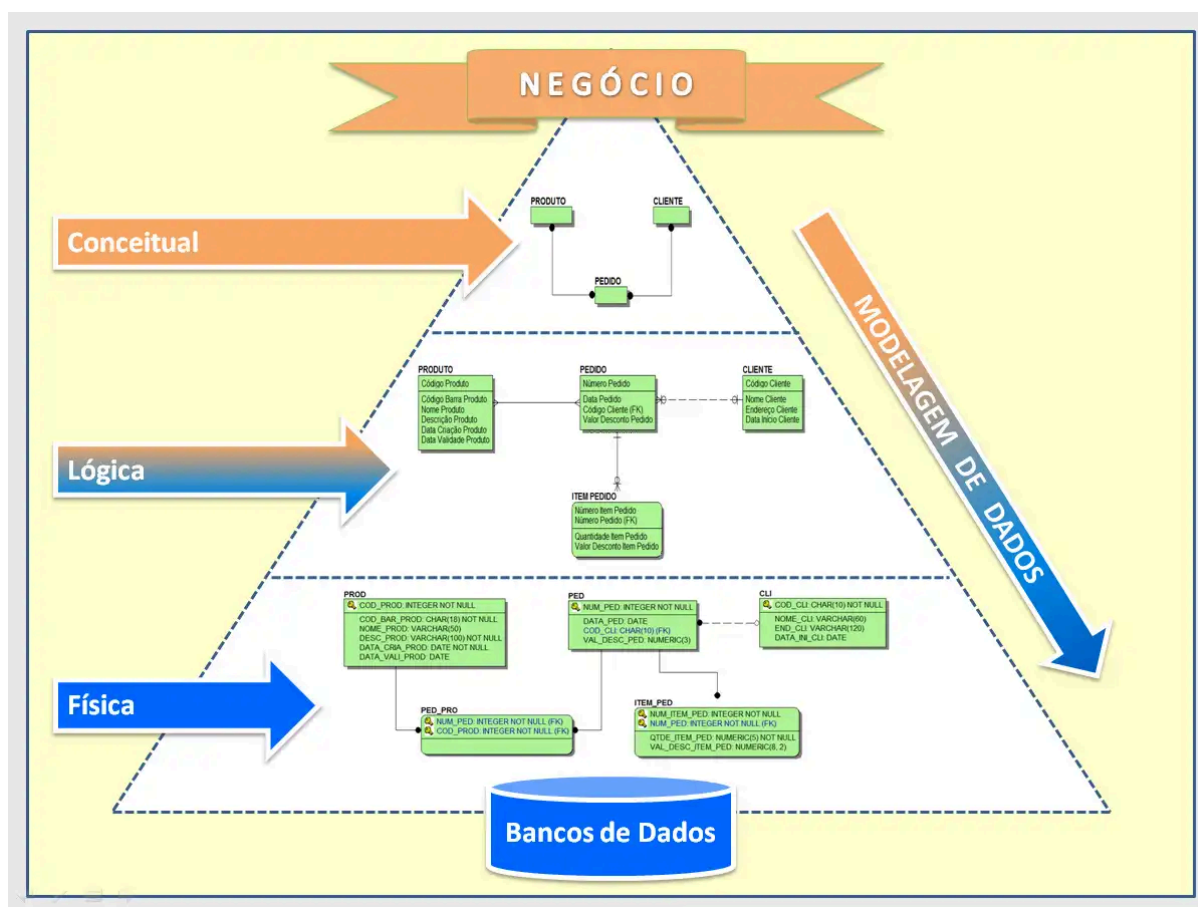 NEGÓCIO
Conceitual
PRODUTO
CLIENTE
PEDIDO
MODELAGEM DE DADOS
Lógica
PRODUTO
Código Produto
Código Barra Produto
Nome Produto
Descrição Produto
Data Criação Produto
Data Validade Produto
PEDIDO
Número Pedido
Data Pedido
Código Cliente (FK)
Valor Desconto Pedido
CLIENTE
Código Cliente
Nome Cliente
Endereço Cliente
Data Inicio Cliente
ITEM PEDIDO
Número Item Pedido
Número Pedido (FK)
Quantidade Item Pedido
Valor Desconto Item Pedido
Física
PROD
COD_PROD: INTEGER NOT NULL
COD_BAR_PROD: CHAR(18) NOT NULL
NOME_PROD: VARCHAR(50)
DESC_PROD: VARCHAR(100) NOT NULL
DATA_CRIA_PROD: DATE NOT NULL
DATA_VALI_PROD: DATE
PED
NUM_PED: INTEGER NOT NULL
DATA_PED: DATE
COD_CLI: CHAR(10) (FK)
VAL_DESC_PED: NUMERIC(3)
CLI
COD_CLI: CHAR(10) NOT NULL
NOME_CLI: VARCHAR(60)
END_CLI: VARCHAR(120)
DATA_INI_CLI: DATE
PED_PRO
NUM_PED: INTEGER NOT NULL (FK)
COD_PROD: INTEGER NOT NULL (FK)
ITEM_PED
NUM_ITEM_PED: INTEGER NOT NULL
NUM_PED: INTEGER NOT NULL (FK)
QTDE_ITEM_PED: NUMERIC(5) NOT NULL
VAL_DESC_ITEM_PED: NUMERIC(8, 2)
Bancos de Dados